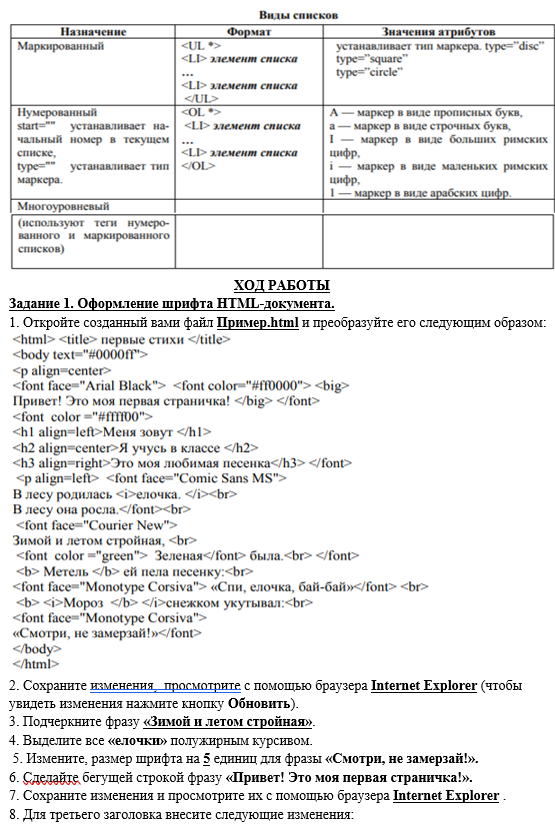 Виды списков
Назначение Формат Значения атрибутов
Маркированный <UL *> устанавливает тип маркера. type="disc"
<LI> элемент списка type="square"
... type="circle"
<LI> элемент списка
</UL>
Нумерованный <OL *> A — маркер в виде прописных букв,
start="" устанавливает на- <LI> элемент списка a — маркер в виде строчных букв,
чальный номер в текущем ... I — маркер в виде больших римских
списке, <LI> элемент списка цифр,
type="" устанавливает тип </OL> i — маркер в виде маленьких римских
маркера. цифр,
1 — маркер в виде арабских цифр.
Многоуровневый
(используют теги нумеро-
ванного и маркированного
списков)
ХОД РАБОТЫ
Задание 1. Оформление шрифта HTML-документа.
1. Откройте созданный вами файл Пример.html и преобразуйте его следующим образом:
<html> <title> первые стихи </title>
<body text="#0000ff">
<p align=center>
<font face="Arial Black"> <font color="#ff0000"> <big>
Привет! Это моя первая страничка! </big> </font>
<font color ="#ffff00">
<h1 align=left>Меня зовут </h1>
<h2 align=center>Я учусь в классе </h2>
<h3 align=right>Это моя любимая песенка</h3> </font>
<p align=left> <font face="Comic Sans MS">
В лесу родилась <i>елочка. </i><br>
В лесу она росла.</font><br>
<font face="Courier New">
Зимой и летом стройная, <br>
<font color ="green"> Зеленая</font> была.<br> </font>
<b> Метель </b> ей пела песенку:<br>
<font face="Monotype Corsiva"> «Спи, елочка, бай-бай»</font> <br>
<b> <i>Мороз </b> </i>снежком укутывал:<br>
<font face="Monotype Corsiva">
«Смотри, не замерзай!»</font>
</body>
</html>
2. Сохраните изменения, просмотрите с помощью браузера Internet Explorer (чтобы
увидеть изменения нажмите кнопку Обновить).
3. Подчеркните фразу «Зимой и летом стройная».
4. Выделите все «елочки» полужирным курсивом.
5. Измените, размер шрифта на 5 единиц для фразы «Смотри, не замерзай!».
6. Сделайте бегущей строкой фразу «Привет! Это моя первая страничка!».
7. Сохраните изменения и просмотрите их с помощью браузера Internet Explorer .
8. Для третьего заголовка внесите следующие изменения: